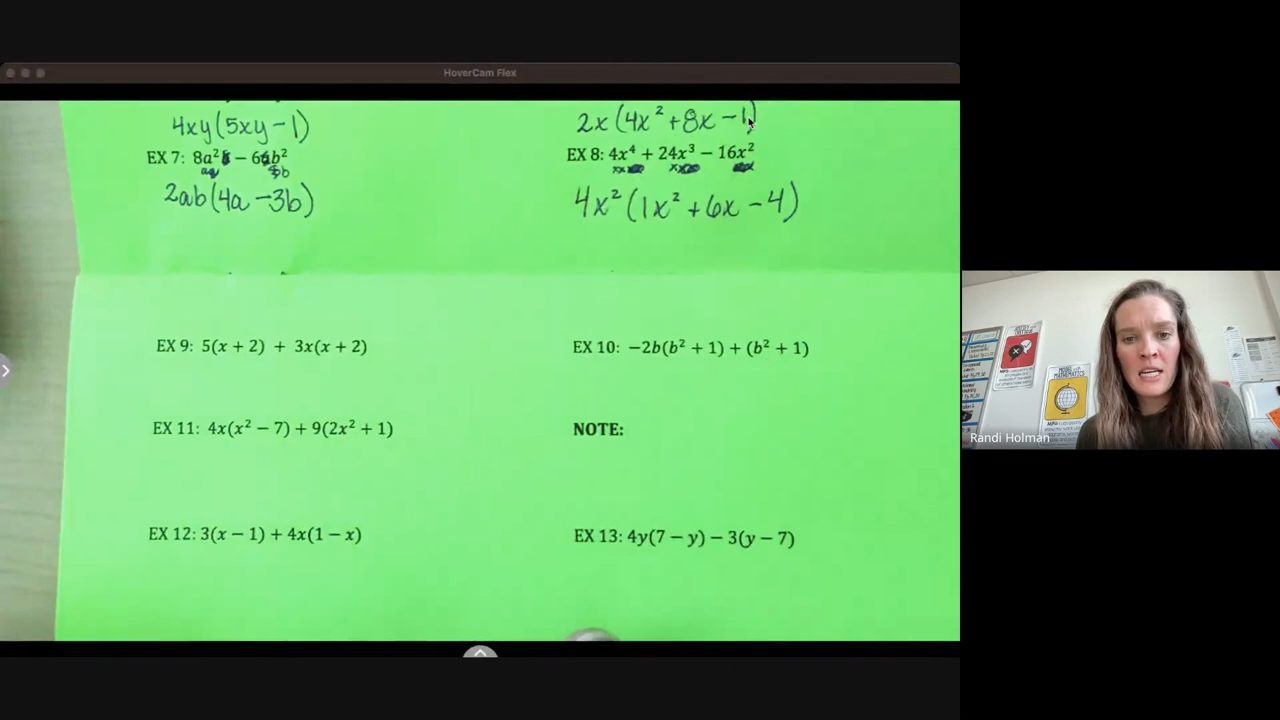 HoverCam Flex
4xy(5xy-1)
2x(4x²+8x-1)
EX 7: 8a²b − 6ab²
EX 8: 4x⁴ + 24x³ − 16x²
2ab(4a-3b)
4x²(1x²+6x-4)
EX 9: 5(x + 2) + 3x(x + 2)
EX 10: −2b(b² + 1) + (b² + 1)
EX 11: 4x(x² − 7) + 9(2x² + 1)
NOTE:
EX 12: 3(x − 1) + 4x(1 − x)
EX 13: 4y(7 − y) − 3(y − 7)
MODEL WITH
MATHEMATICS
Randi Holman